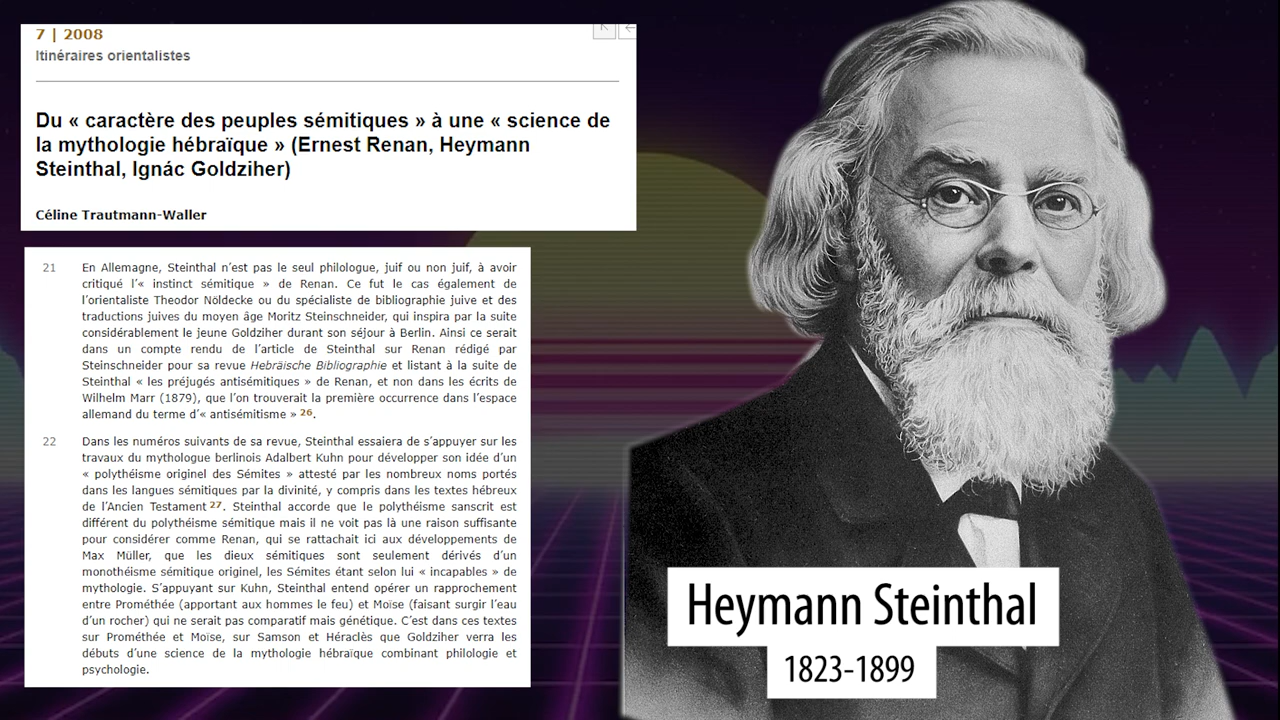 7 | 2008
Itinéraires orientalistes
Du « caractère des peuples sémitiques » à une « science de
la mythologie hébraïque » (Ernest Renan, Heymann
Steinthal, Ignác Goldziher)
Céline Trautmann-Waller
21 En Allemagne, Steinthal n’est pas le seul philologue, juif ou non juif, à avoir
critiqué l’« instinct sémitique » de Renan. Ce fut le cas également de
l’orientaliste Theodor Nöldecke ou du spécialiste de bibliographie juive et des
traductions juives du moyen âge Moritz Steinschneider, qui inspira par la suite
considérablement le jeune Goldziher durant son séjour à Berlin. Ainsi ce serait
dans un compte rendu de l’article de Steinthal sur Renan rédigé par
Steinschneider pour sa revue Hebräische Bibliographie et listant à la suite de
Steinthal « les préjugés antisémitiques » de Renan, et non dans les écrits de
Wilhelm Marr (1879), que l’on trouverait la première occurrence dans l’espace
allemand du terme d’« antisémitisme » 26.
22 Dans les numéros suivants de sa revue, Steinthal essaiera de s’appuyer sur les
travaux du mythologue berlinois Adalbert Kuhn pour développer son idée d’un
« polythéisme originel des Sémites » attesté par les nombreux noms portés
dans les langues sémitiques par la divinité, y compris dans les textes hébreux
de l’Ancien Testament 27. Steinthal accorde que le polythéisme sanscrit est
différent du polythéisme sémitique mais il ne voit pas là une raison suffisante
pour considérer comme Renan, qui se rattachait ici aux développements de
Max Müller, que les dieux sémitiques sont seulement dérivés d’un
monothéisme sémitique originel, les Sémites étant selon lui « incapables » de
mythologie. S’appuyant sur Kuhn, Steinthal entend opérer un rapprochement
entre Prométhée (apportant aux hommes le feu) et Moïse (faisant surgir l’eau
d’un rocher) qui ne serait pas comparatif mais génétique. C’est dans ces textes
sur Prométhée et Moïse, sur Samson et Héraclès que Goldziher verra les
débuts d’une science de la mythologie hébraïque combinant philologie et
psychologie.
Heymann Steinthal
1823-1899